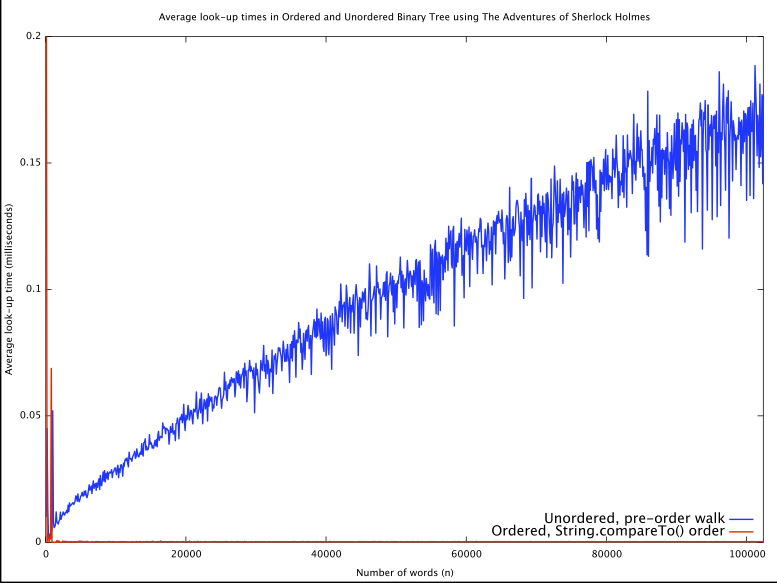 Average look-up times in Ordered and Unordered Binary Tree using The Adventures of Sherlock Holmes
0.2
0.15
0.1
0.05
0
Average look-up time (milliseconds)
Unordered, pre-order walk
Ordered, String.compareTo() order
0 20000 40000 60000 80000 100000
Number of words (n)